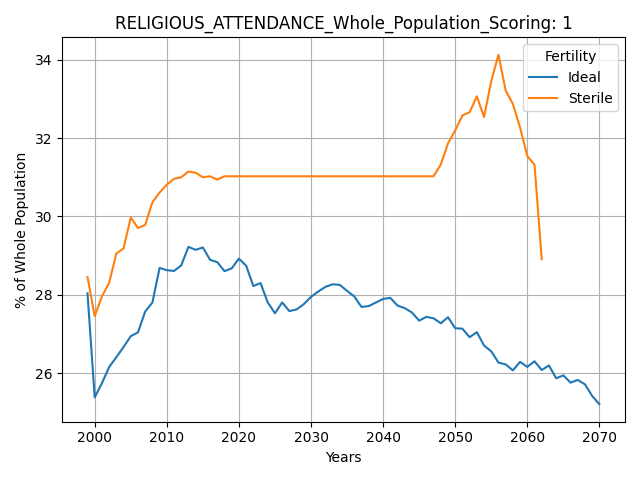 RELIGIOUS_ATTENDANCE_Whole_Population_Scoring: 1
Fertility
Ideal
Sterile
% of Whole Population
34
32
30
28
26
2000 2010 2020 2030 2040 2050 2060 2070
Years